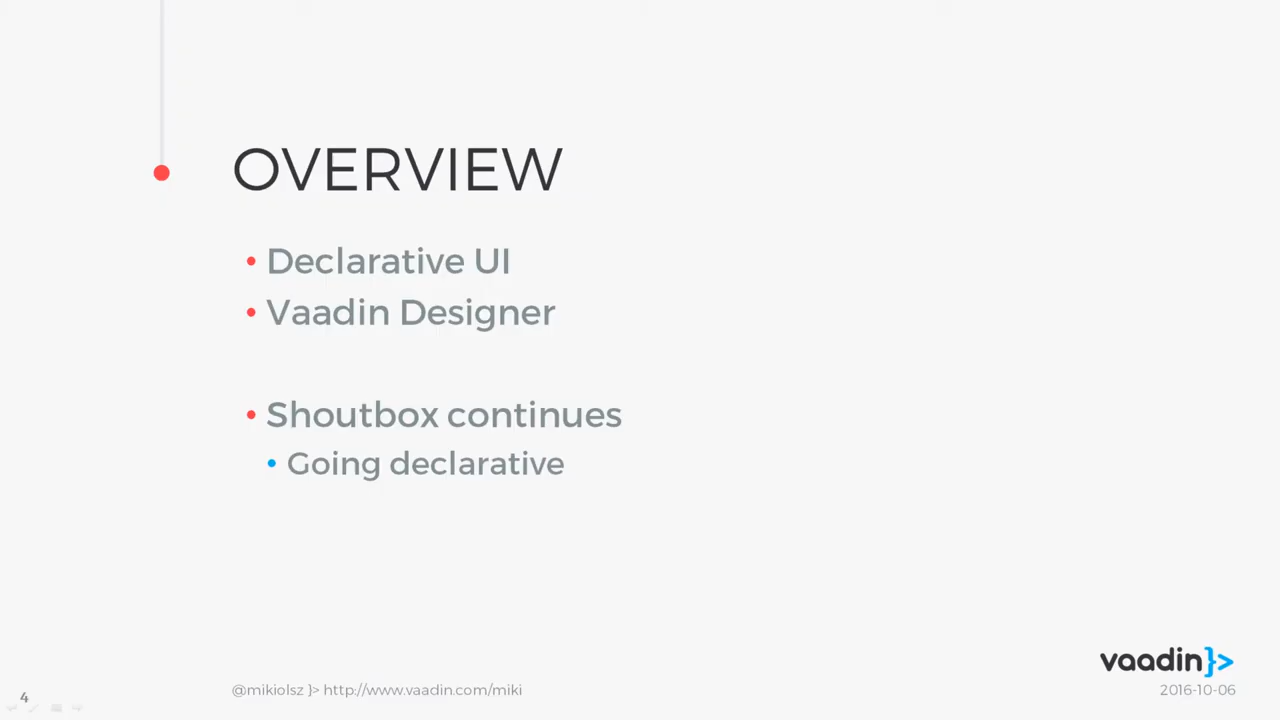 OVERVIEW
• Declarative UI
• Vaadin Designer
• Shoutbox continues
• Going declarative
vaadin}>
4
@mikiolsz }> http://www.vaadin.com/miki
2016-10-06